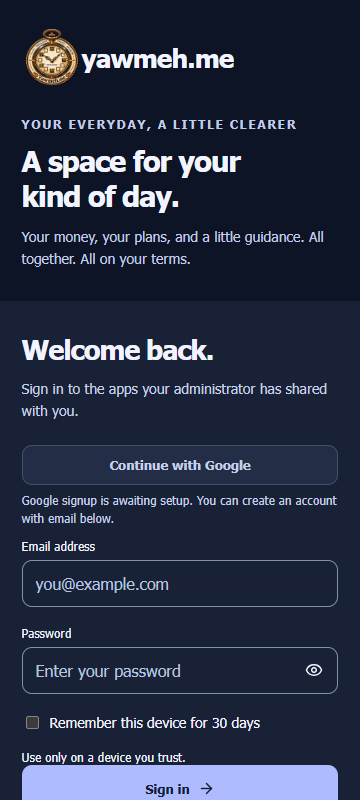 yawmeh.me
YOUR EVERYDAY, A LITTLE CLEARER
A space for your
kind of day.
Your money, your plans, and a little guidance. All
together. All on your terms.
Welcome back.
Sign in to the apps your administrator has shared
with you.
Continue with Google
Google signup is awaiting setup. You can create an account
with email below.
Email address
you@example.com
Password
Enter your password
Remember this device for 30 days
Use only on a device you trust.
Sign in